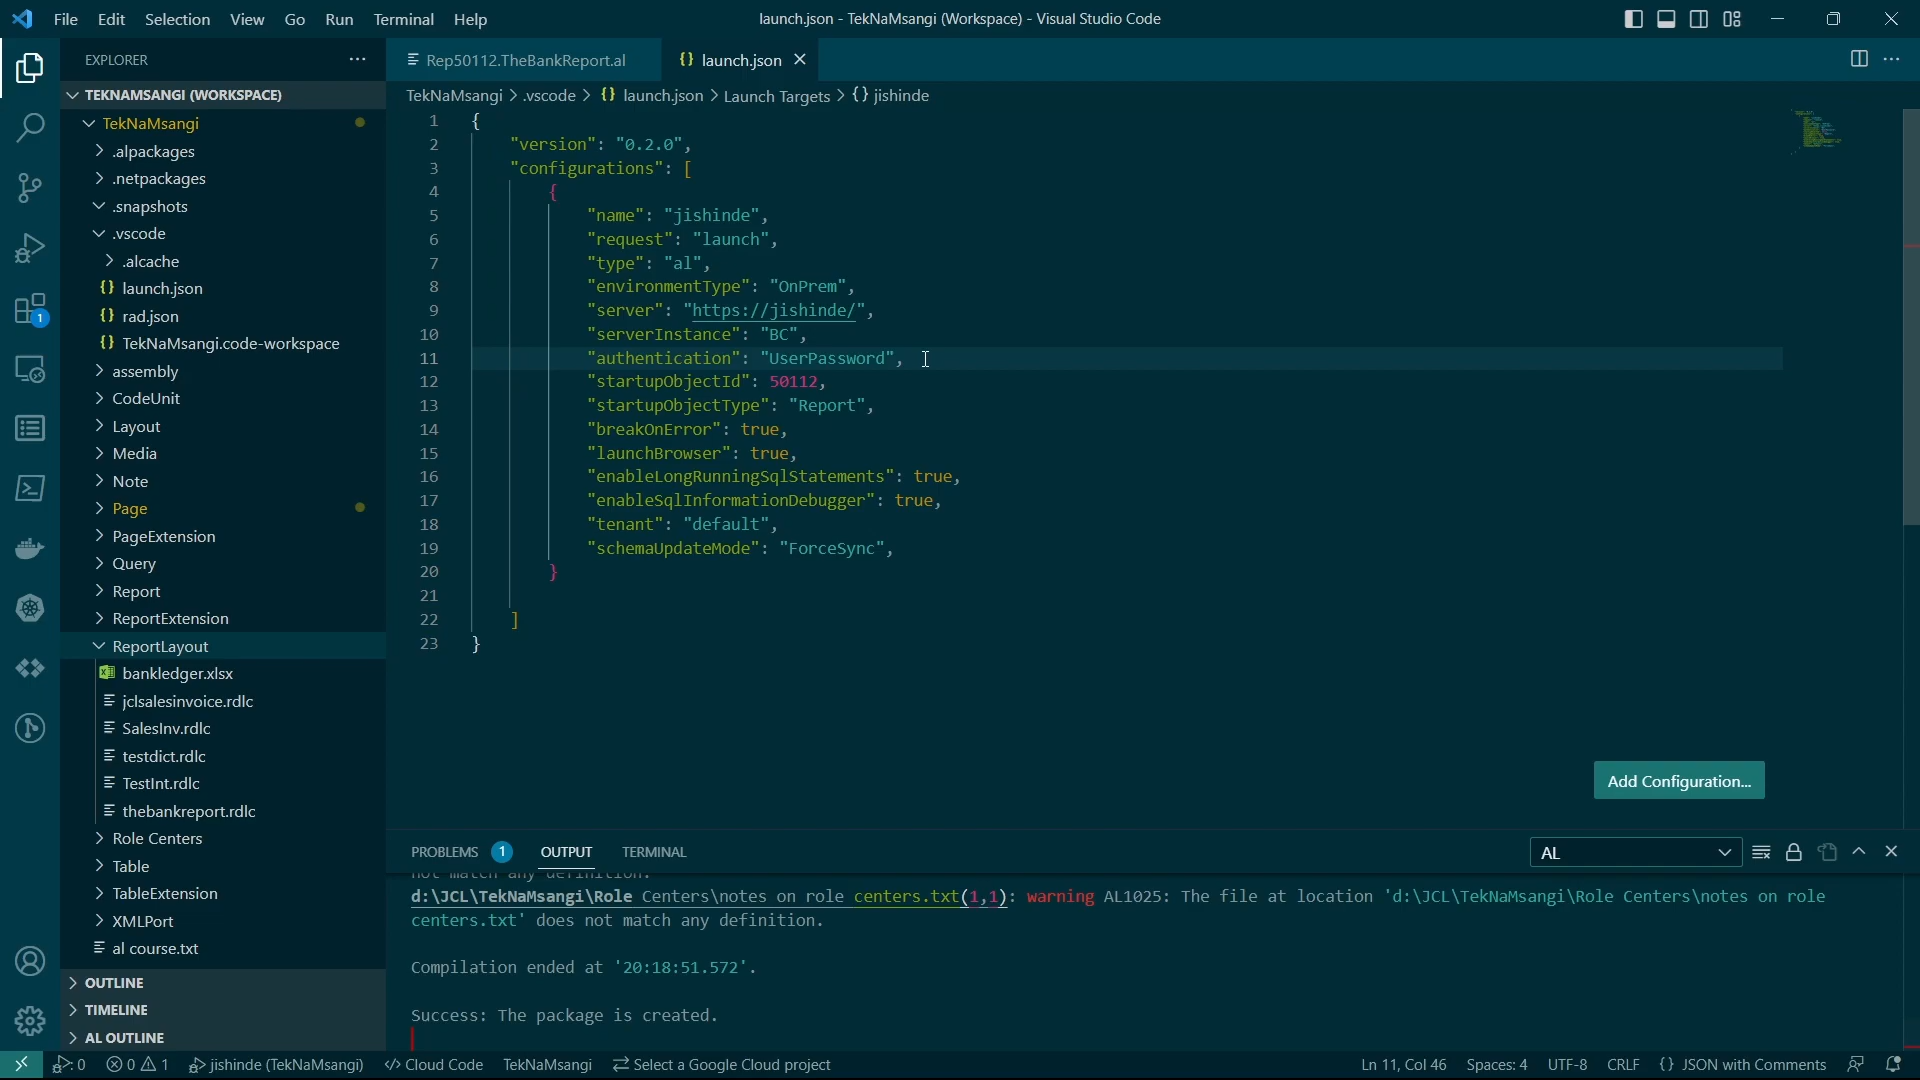 File Edit Selection View Go Run Terminal Help
launch.json - TekNaMsangi (Workspace) - Visual Studio Code
EXPLORER
TEKNAMSANGI (WORKSPACE)
TekNaMsangi
.alpackages
.netpackages
.snapshots
.vscode
.alcache
launch.json
rad.json
TekNaMsangi.code-workspace
assembly
CodeUnit
Layout
Media
Note
Page
PageExtension
Query
Report
ReportExtension
ReportLayout
bankledger.xlsx
jclsalesinvoice.rdlc
SalesInv.rdlc
testdict.rdlc
TestInt.rdlc
thebankreport.rdlc
Role Centers
Table
TableExtension
XMLPort
al course.txt
OUTLINE
TIMELINE
AL OUTLINE
1
Rep50112.TheBankReport.al
launch.json
TekNaMsangi > .vscode > {} launch.json > Launch Targets > {} jishinde
1 {
2 "version": "0.2.0",
3 "configurations": [
4 {
5 "name": "jishinde",
6 "request": "launch",
7 "type": "al",
8 "environmentType": "OnPrem",
9 "server": "https://jishinde/",
10 "serverInstance": "BC",
11 "authentication": "UserPassword",
12 "startupObjectId": 50112,
13 "startupObjectType": "Report",
14 "breakOnError": true,
15 "launchBrowser": true,
16 "enableLongRunningSqlStatements": true,
17 "enableSqlInformationDebugger": true,
18 "tenant": "default",
19 "schemaUpdateMode": "ForceSync",
20 }
21
22 ]
23 }
Add Configuration...
PROBLEMS 1 OUTPUT TERMINAL
AL
not match any definition.
d:\JCL\TekNaMsangi\Role Centers\notes on role centers.txt(1,1): warning AL1025: The file at location 'd:\JCL\TekNaMsangi\Role Centers\notes on role
centers.txt' does not match any definition.
Compilation ended at '20:18:51.572'.
Success: The package is created.
0 0 1 jishinde (TekNaMsangi) </> Cloud Code TekNaMsangi Select a Google Cloud project
Ln 11, Col 46 Spaces: 4 UTF-8 CRLF {} JSON with Comments